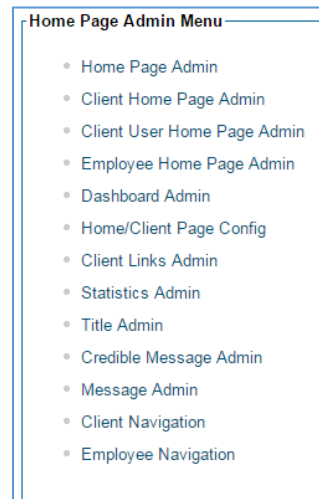 Home Page Admin Menu
Home Page Admin
Client Home Page Admin
Client User Home Page Admin
Employee Home Page Admin
Dashboard Admin
Home/Client Page Config
Client Links Admin
Statistics Admin
Title Admin
Credible Message Admin
Message Admin
Client Navigation
Employee Navigation